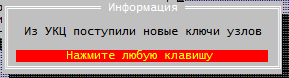 Информация
Из УКЦ поступили новые ключи узлов
Нажмите любую клавишу